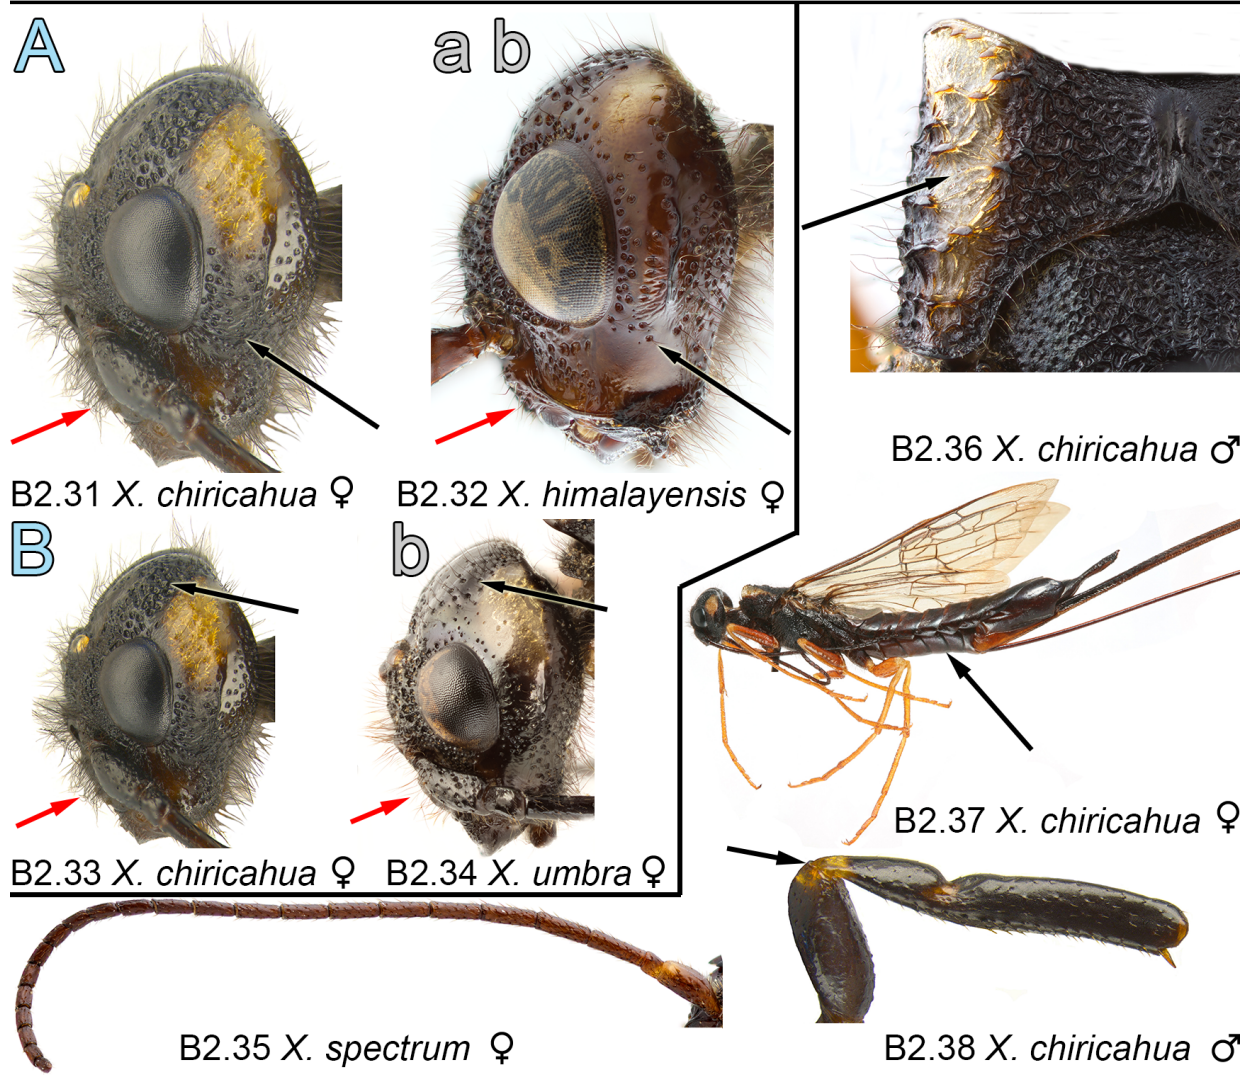 A
a b
B2.31 X. chiricahua ♀
B2.32 X. himalayensis ♀
B2.36 X. chiricahua ♂
B
b
B2.33 X. chiricahua ♀
B2.34 X. umbra ♀
B2.37 X. chiricahua ♀
B2.35 X. spectrum ♀
B2.38 X. chiricahua ♂